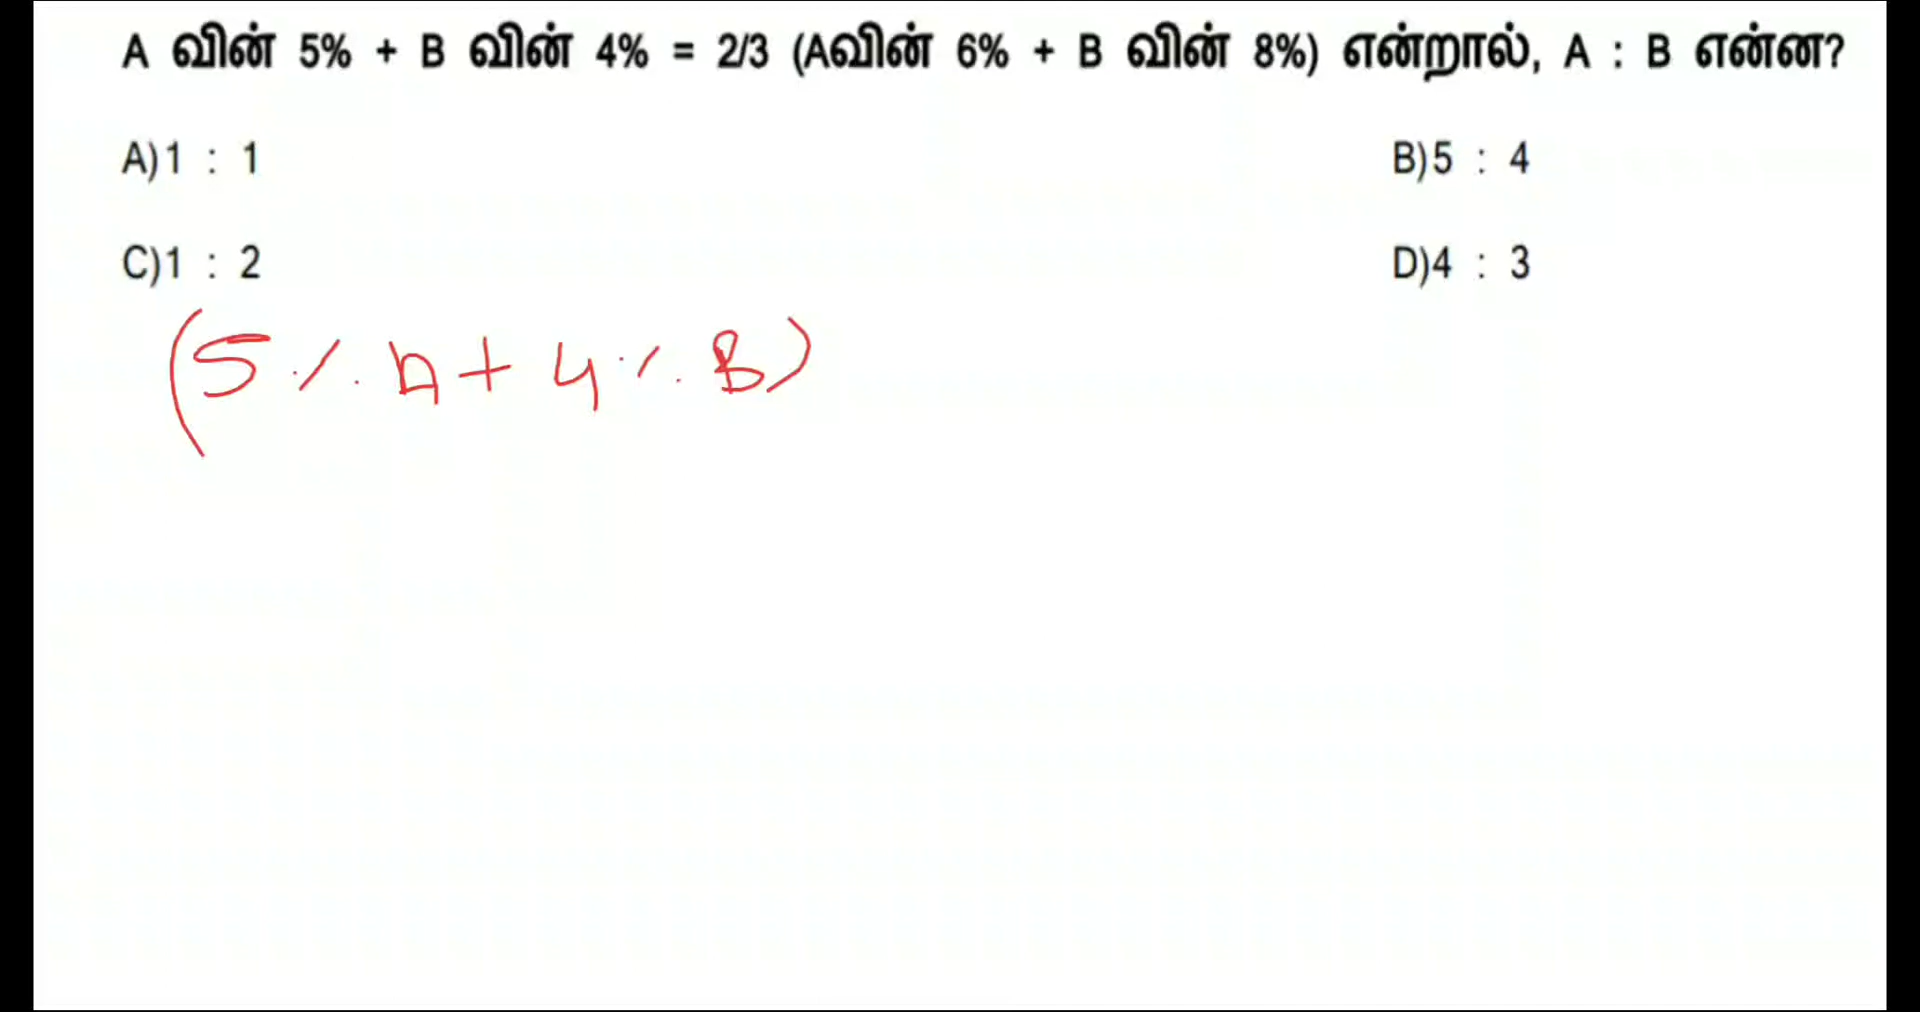 A வின் 5% + B வின் 4% = 2/3 (Aவின் 6% + B வின் 8%) என்றால், A : B என்ன?
A)1 : 1 B)5 : 4
C)1 : 2 D)4 : 3
(5 % A + 4 % B)